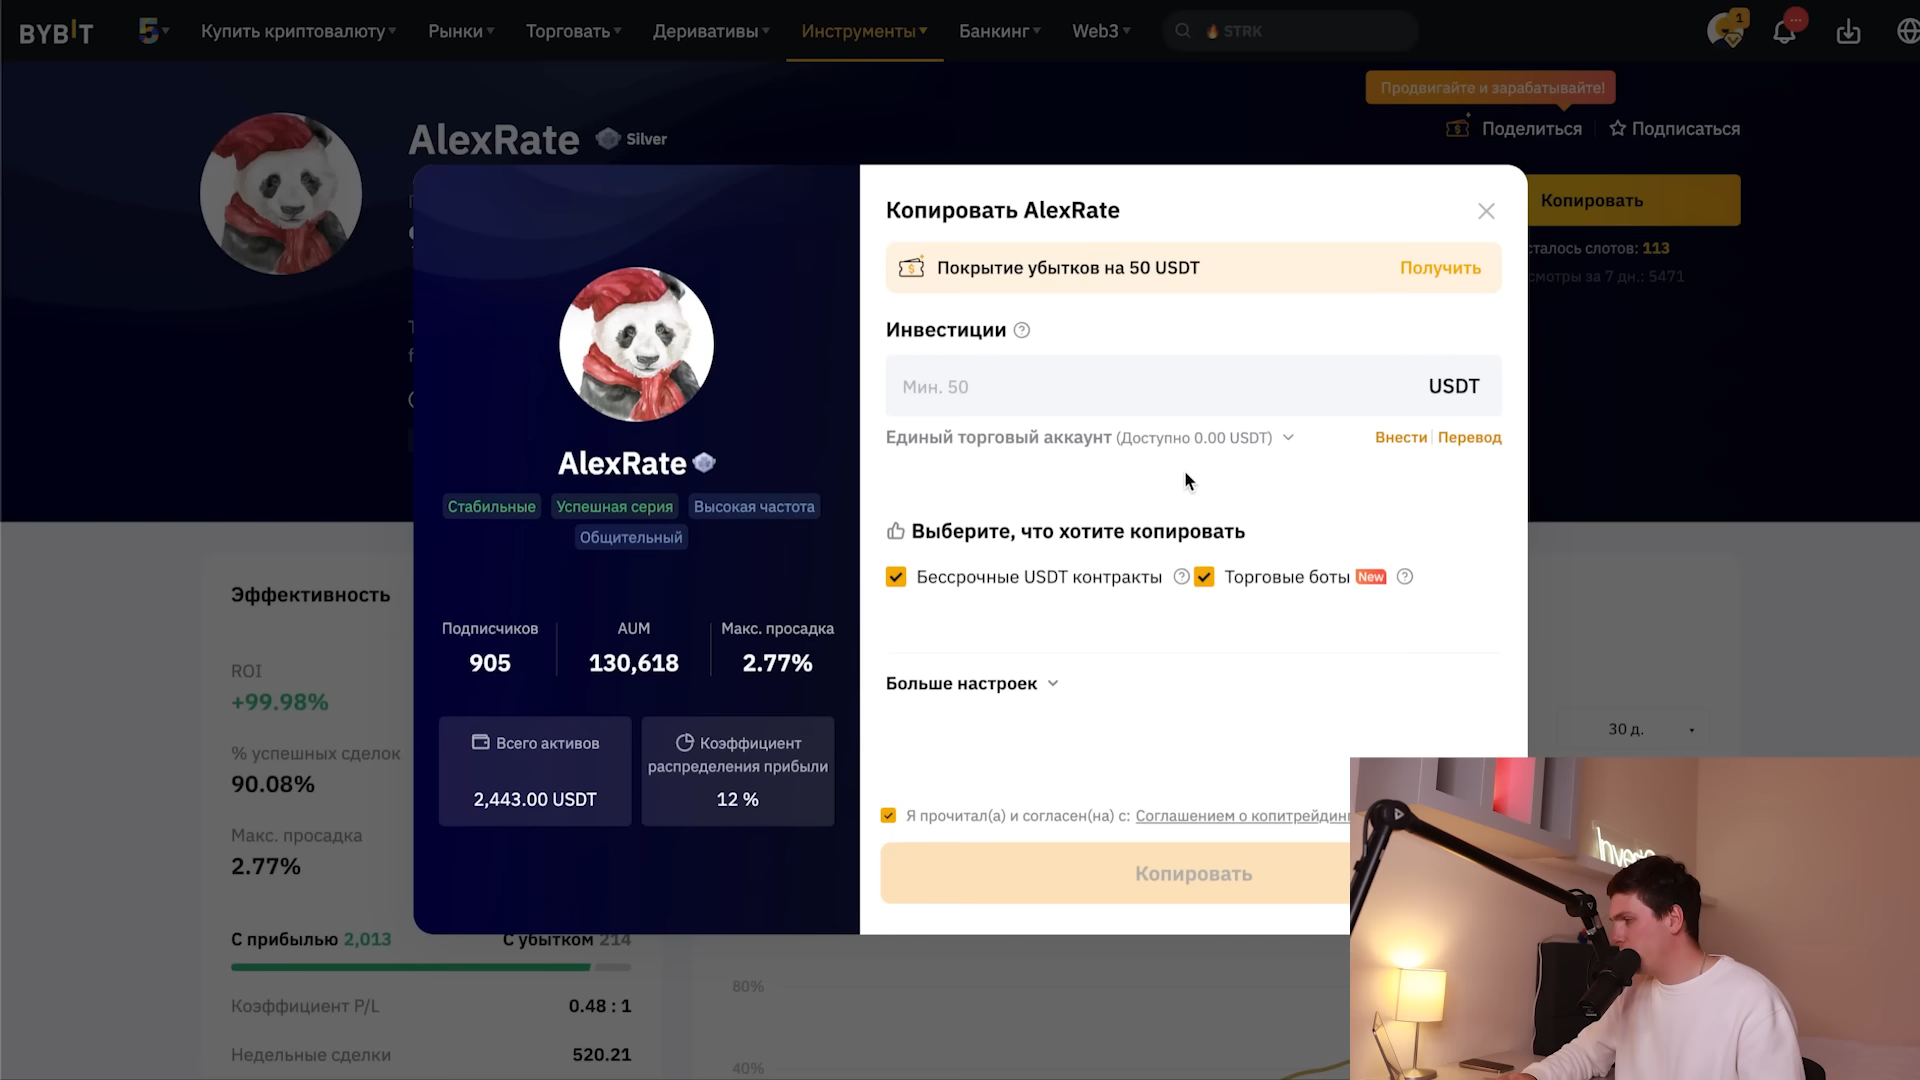 BYBIT
5
Купить криптовалюту
Рынки
Торговать
Деривативы
Инструменты
Банкинг
Web3
STRK
1
Продвигайте и зарабатывайте!
Поделиться
Подписаться
AlexRate
Silver
Копировать
сталось слотов: 113
смотры за 7 дн.: 5471
AlexRate
Стабильные
Успешная серия
Высокая частота
Общительный
Подписчиков
905
AUM
130,618
Макс. просадка
2.77%
Всего активов
2,443.00 USDT
Коэффициент
распределения прибыли
12 %
Копировать AlexRate
Покрытие убытков на 50 USDT
Получить
Инвестиции
Мин. 50
USDT
Единый торговый аккаунт (Доступно 0.00 USDT)
Внести
Перевод
Выберите, что хотите копировать
Бессрочные USDT контракты
Торговые боты New
Больше настроек
Я прочитал(а) и согласен(на) с: Соглашением о копитрейдинг
Копировать
Эффективность
ROI
+99.98%
% успешных сделок
90.08%
Макс. просадка
2.77%
С прибылью 2,013
С убытком 214
Коэффициент P/L
0.48 : 1
Недельные сделки
520.21
30 д.
80%
40%